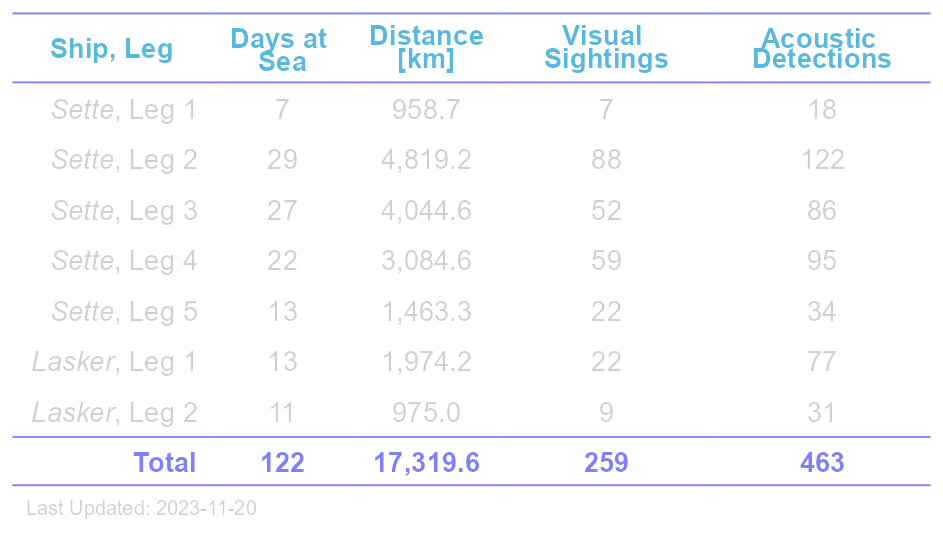 Ship, Leg Days at Sea Distance [km] Visual Sightings Acoustic Detections
Sette, Leg 1 7 958.7 7 18
Sette, Leg 2 29 4,819.2 88 122
Sette, Leg 3 27 4,044.6 52 86
Sette, Leg 4 22 3,084.6 59 95
Sette, Leg 5 13 1,463.3 22 34
Lasker, Leg 1 13 1,974.2 22 77
Lasker, Leg 2 11 975.0 9 31
Total 122 17,319.6 259 463
Last Updated: 2023-11-20